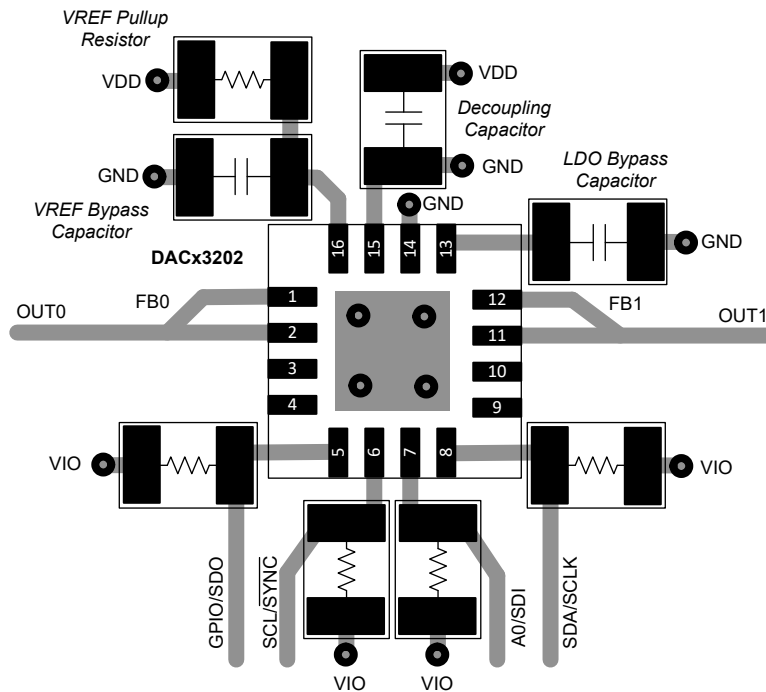 VREF Pullup
Resistor
VDD
VDD
Decoupling
Capacitor
GND
GND
VREF Bypass
Capacitor
GND
LDO Bypass
Capacitor
GND
DACx3202
16
15
14
13
1
2
3
4
12
11
10
9
5
6
7
8
OUT0
FB0
FB1
OUT1
VIO
VIO
GPIO/SDO
SCL/SYNC
A0/SDI
SDA/SCLK
VIO
VIO